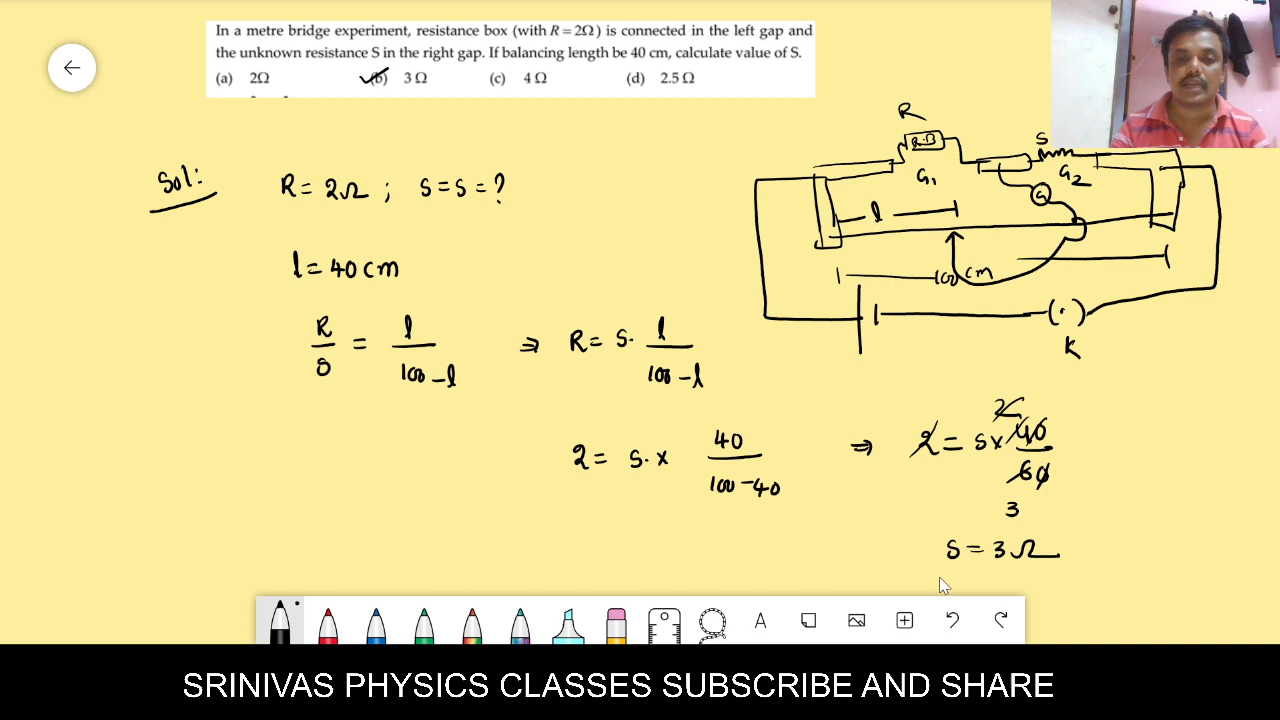 In a metre bridge experiment, resistance box (with R = 2Ω) is connected in the left gap and
the unknown resistance S in the right gap. If balancing length be 40 cm, calculate value of S.
(a) 2Ω (b) 3 Ω (c) 4 Ω (d) 2.5 Ω
R
R.B
S
G₁
G₂
G
l
100 cm
K
Sol:
R = 2Ω ; S = S = ?
l = 40 cm
R/S = l/100-l ⇒ R = S. l/100-l
2 = S. x 40/100-40 ⇒ 2 = S x 40/60
2
3
S = 3 Ω
A
SRINIVAS PHYSICS CLASSES SUBSCRIBE AND SHARE